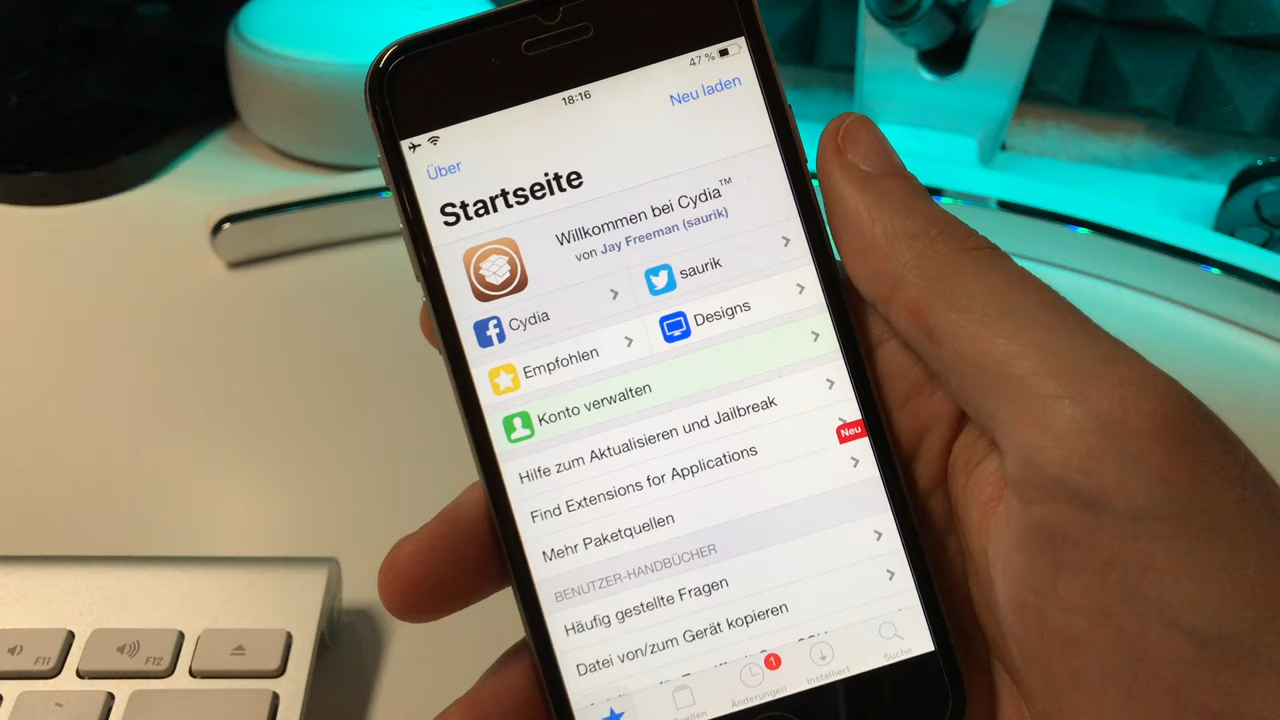 18:16
47 %
Über
Neu laden
Startseite
Willkommen bei Cydia™
von Jay Freeman (saurik)
Cydia
saurik
Empfohlen
Designs
Konto verwalten
Hilfe zum Aktualisieren und Jailbreak
Find Extensions for Applications
Neu
Mehr Paketquellen
BENUTZER-HANDBÜCHER
Häufig gestellte Fragen
Datei von/zum Gerät kopieren
1
Änderungen
Installiert
Suche
F11
F12